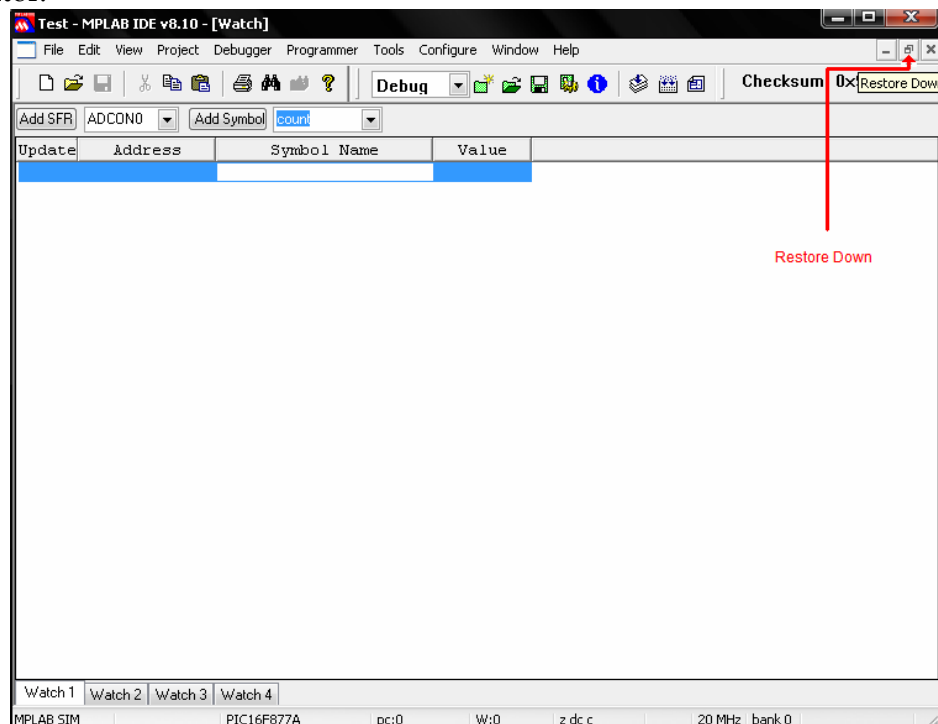 Test - MPLAB IDE v8.10 - [Watch]
File Edit View Project Debugger Programmer Tools Configure Window Help
Debug Checksum: Restore Down
Add SFR ADCON0 Add Symbol count
Update Address Symbol Name Value
Restore Down
Watch 1 Watch 2 Watch 3 Watch 4
MPLAB SIM PIC16F877A pc:0 W:0 z dc c 20 MHz bank 0